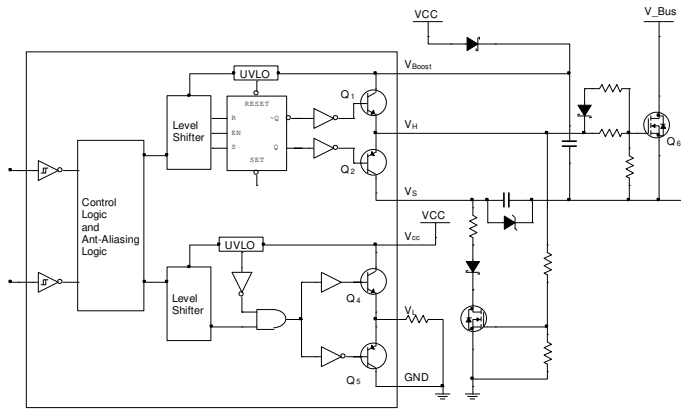 VCC
V_Bus
UVLO
VBoost
Q1
RESET
Level
Shifter
R
~Q
EN
S
Q
SET
VH
Q6
Q2
Control
Logic
and
Ant-Aliasing
Logic
VS
VCC
Vcc
UVLO
Level
Shifter
Q4
VL
Q5
GND